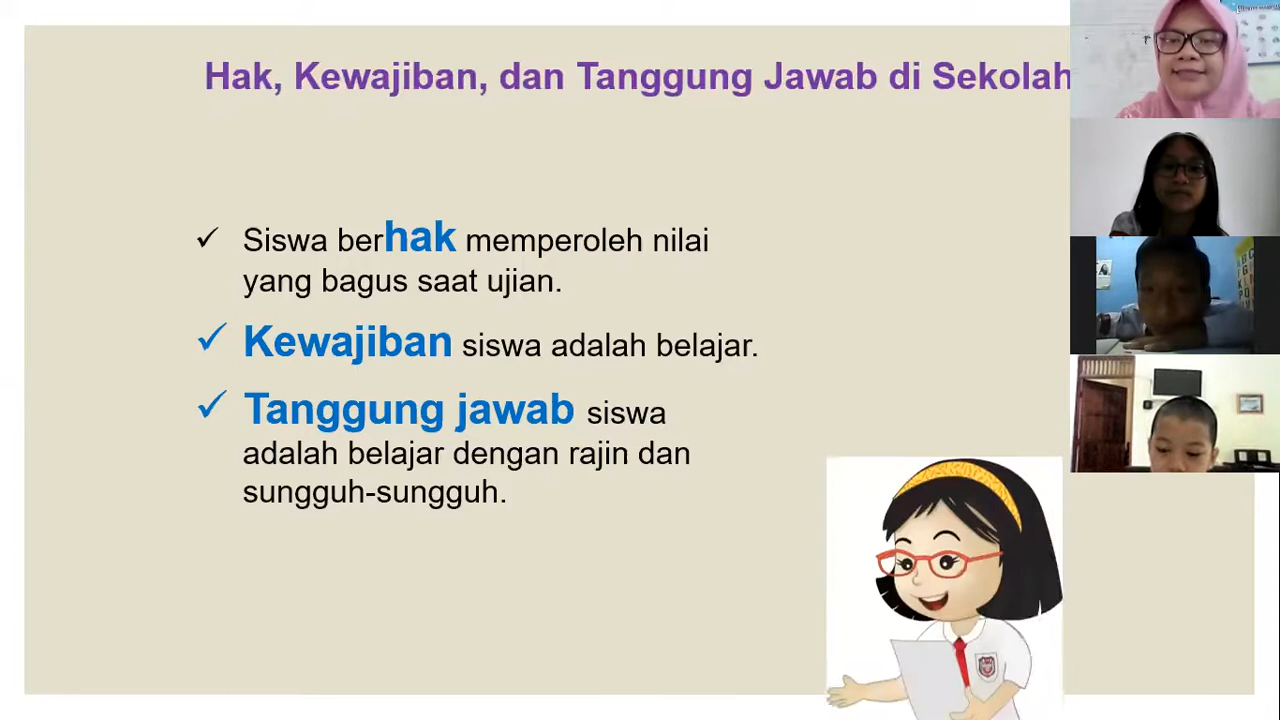 Hak, Kewajiban, dan Tanggung Jawab di Sekolah
✓ Siswa berhak memperoleh nilai
yang bagus saat ujian.
✓ Kewajiban siswa adalah belajar.
✓ Tanggung jawab siswa
adalah belajar dengan rajin dan
sungguh-sungguh.